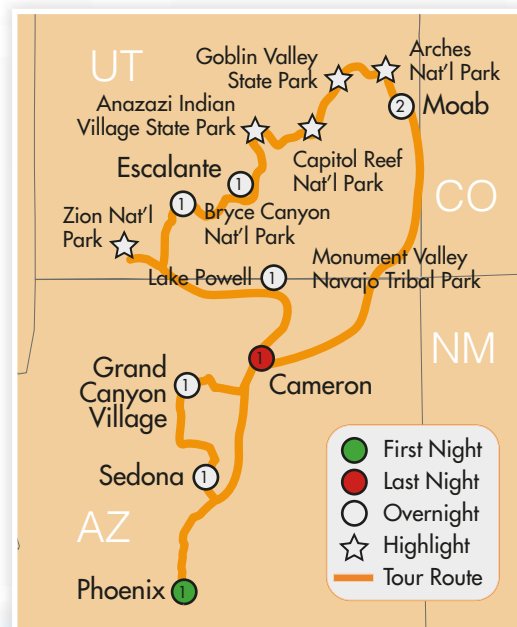 UT
Goblin Valley
State Park
Arches
Nat'l Park
Anazazi Indian
Village State Park
2
Moab
Escalante
1
Capitol Reef
Nat'l Park
CO
1
Bryce Canyon
Nat'l Park
Zion Nat'l
Park
Lake Powell
1
Monument Valley
Navajo Tribal Park
NM
1
Cameron
Grand
Canyon
Village
1
Sedona
1
AZ
Phoenix
1
First Night
Last Night
Overnight
Highlight
Tour Route